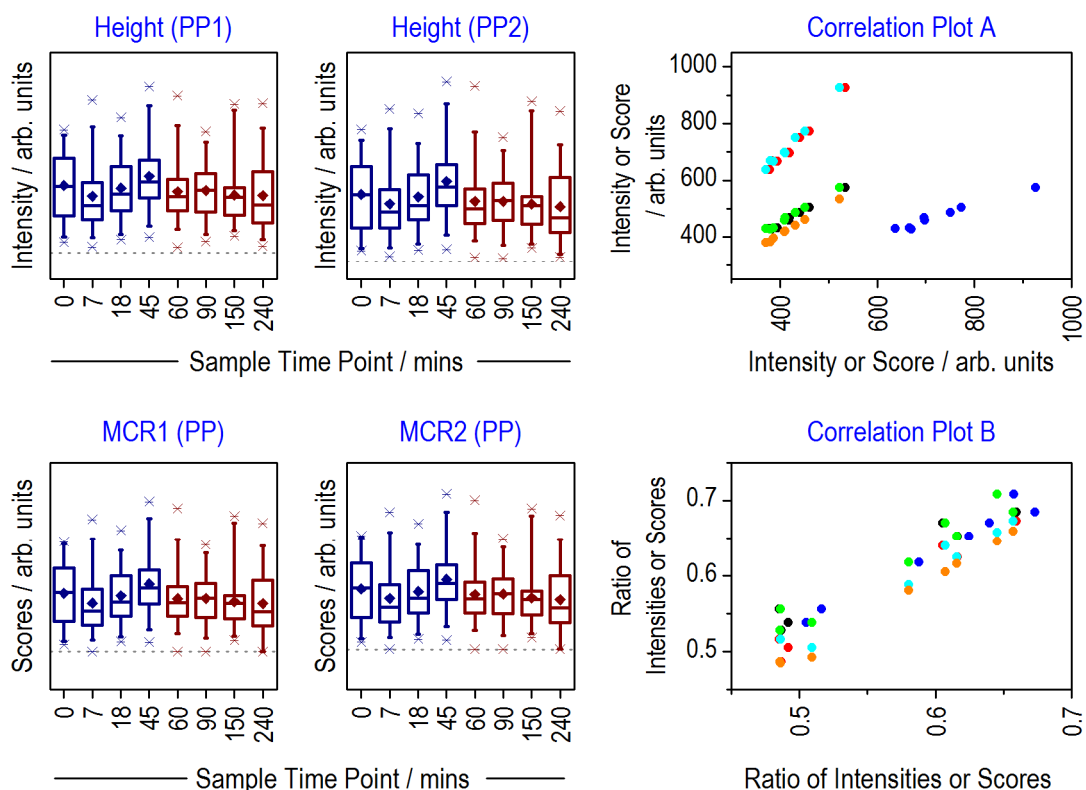 Height (PP1)
Intensity / arb. units
0 7 18 45 60 90 150 240
Height (PP2)
Intensity / arb. units
0 7 18 45 60 90 150 240
Sample Time Point / mins
Correlation Plot A
Intensity or Score
/ arb. units
1000
800
600
400
400 600 800 1000
Intensity or Score / arb. units
MCR1 (PP)
Scores / arb. units
0 7 18 45 60 90 150 240
MCR2 (PP)
Scores / arb. units
0 7 18 45 60 90 150 240
Sample Time Point / mins
Correlation Plot B
Ratio of
Intensities or Scores
0.7
0.6
0.5
0.5 0.6 0.7
Ratio of Intensities or Scores